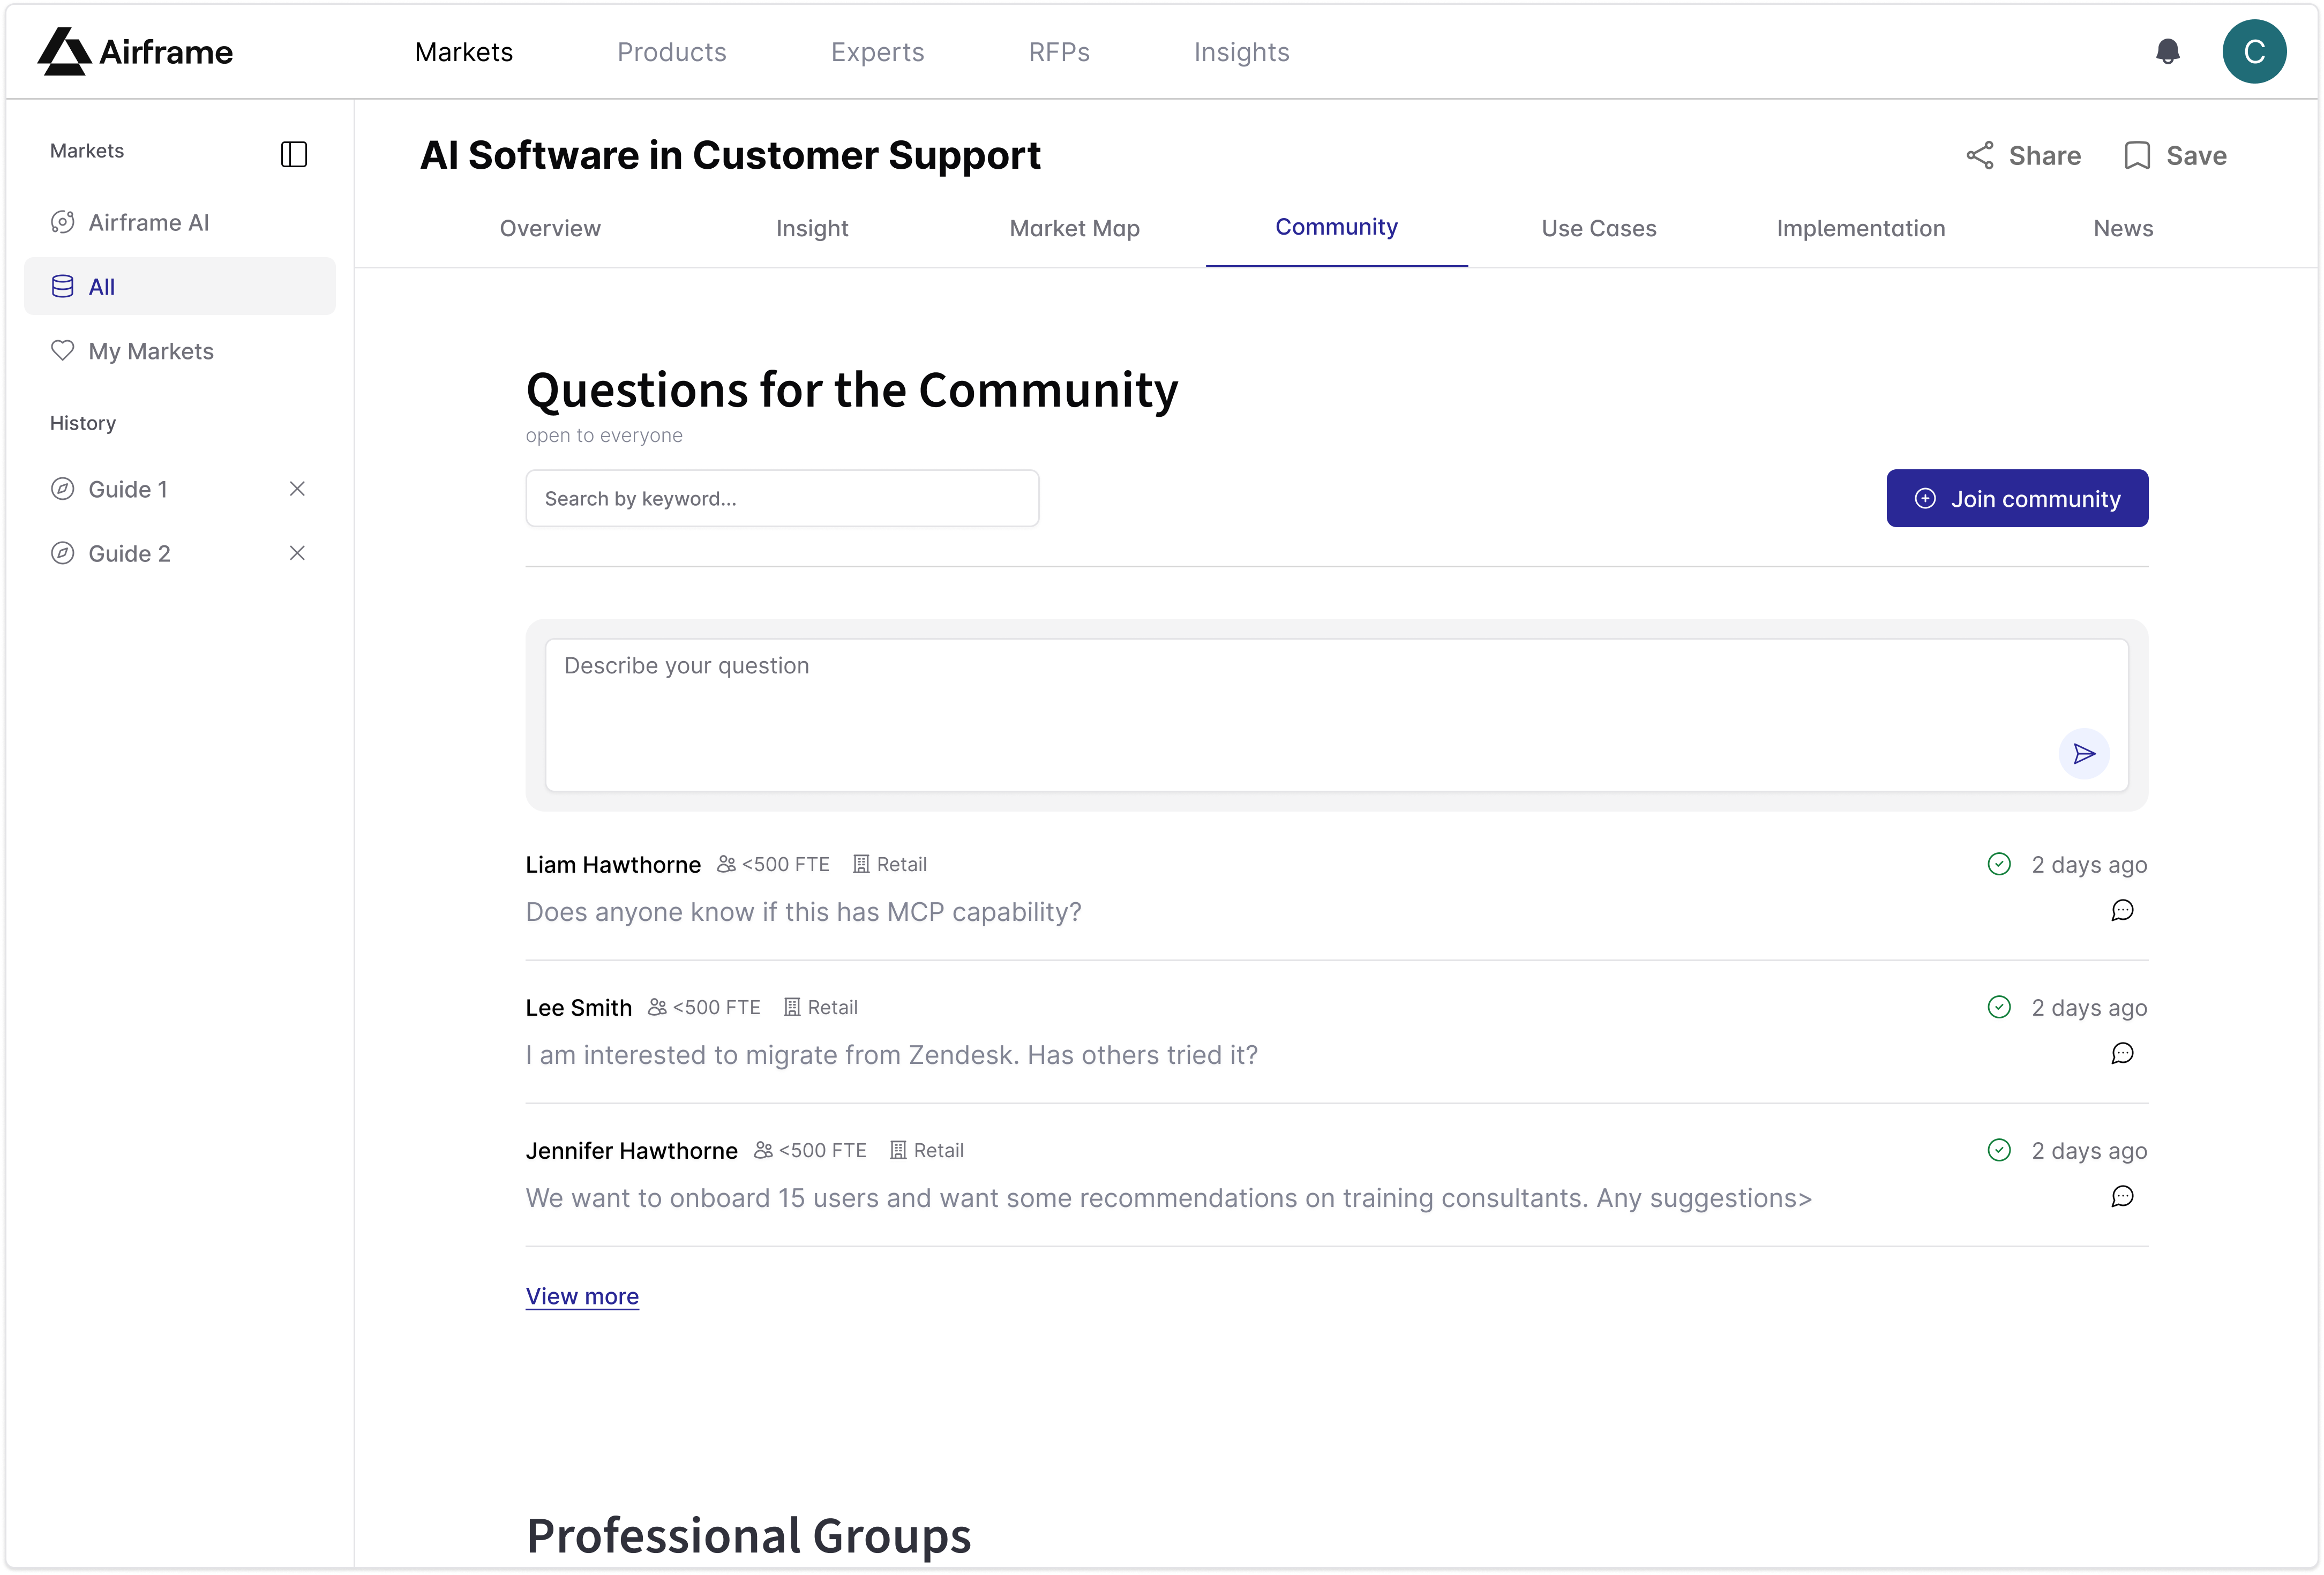 Airframe
Markets
Products
Experts
RFPs
Insights
C
Markets
Airframe AI
All
My Markets
History
Guide 1
Guide 2
AI Software in Customer Support
Share
Save
Overview
Insight
Market Map
Community
Use Cases
Implementation
News
Questions for the Community
open to everyone
Search by keyword...
Join community
Describe your question
Liam Hawthorne <500 FTE Retail 2 days ago
Does anyone know if this has MCP capability?
Lee Smith <500 FTE Retail 2 days ago
I am interested to migrate from Zendesk. Has others tried it?
Jennifer Hawthorne <500 FTE Retail 2 days ago
We want to onboard 15 users and want some recommendations on training consultants. Any suggestions>
View more
Professional Groups